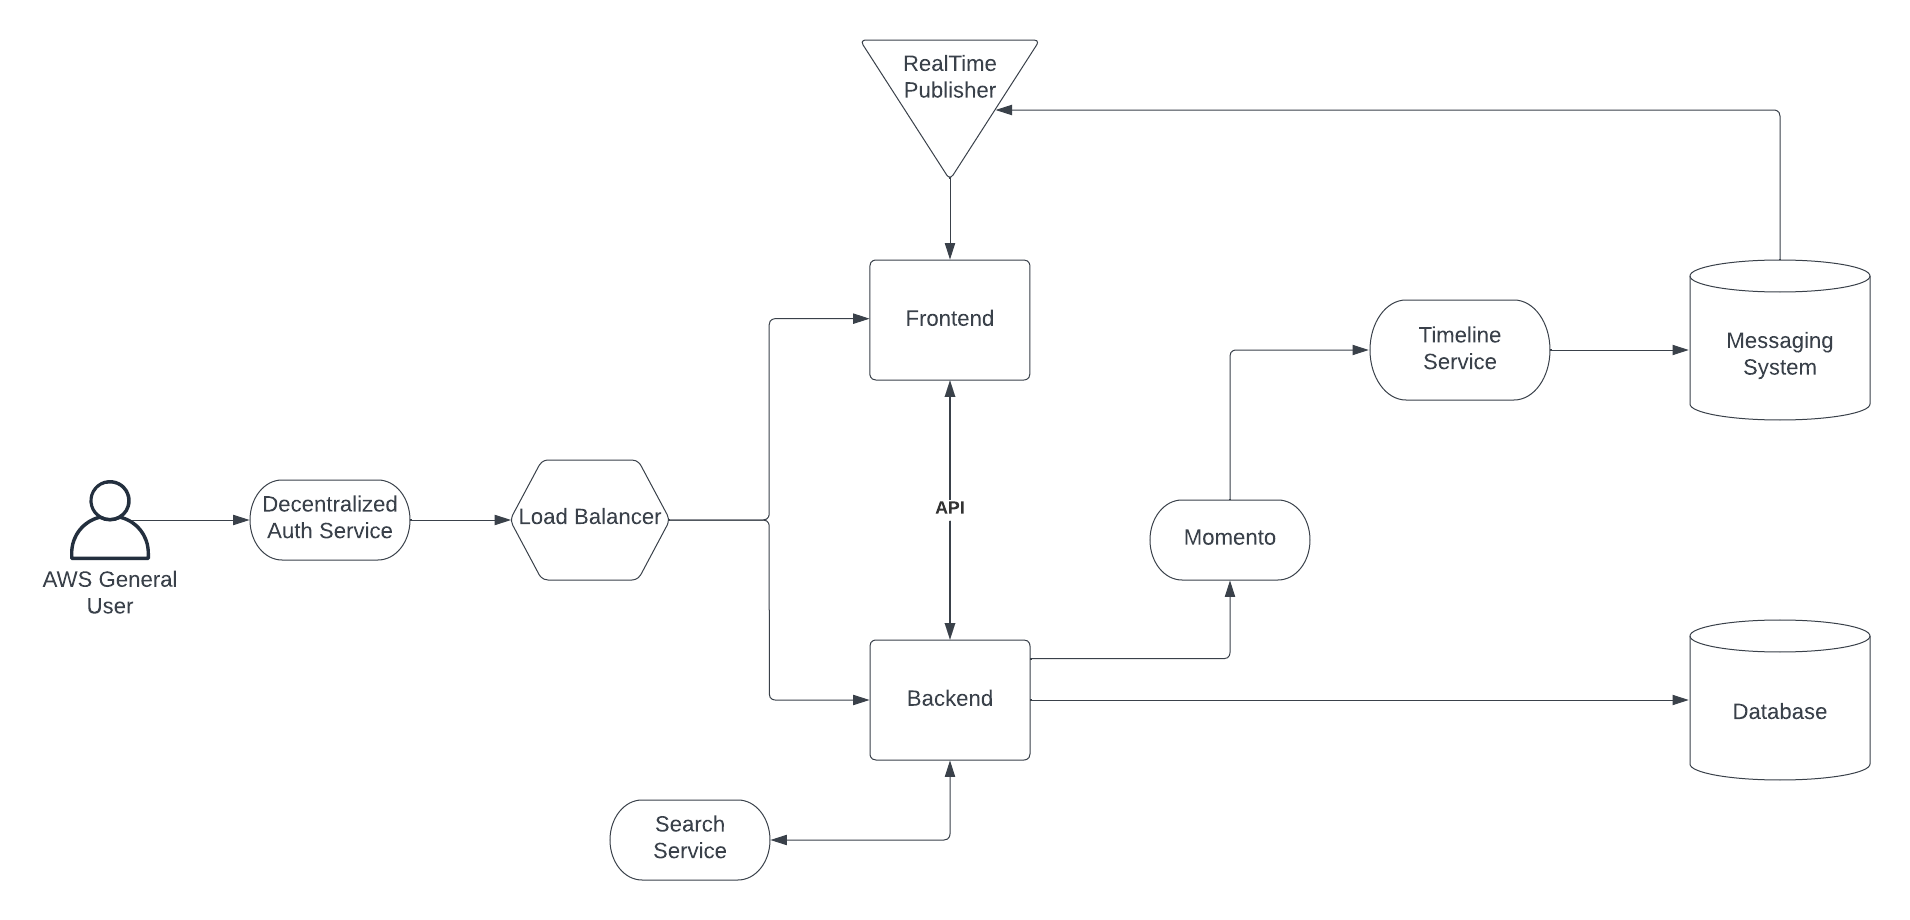 RealTime
Publisher
Frontend
Timeline
Service
Messaging
System
Decentralized
Auth Service
Load Balancer
API
Momento
AWS General
User
Backend
Database
Search
Service